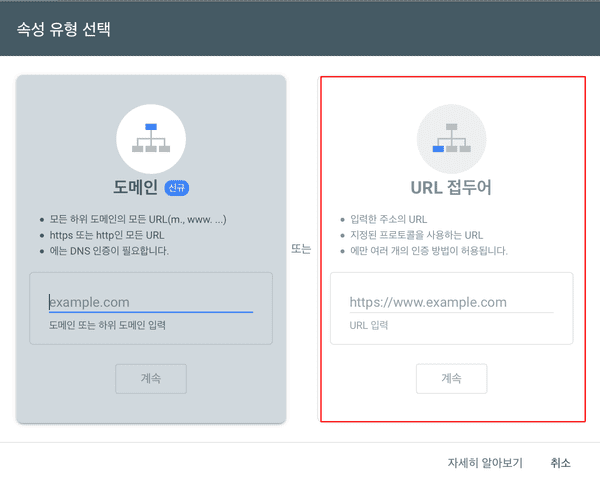 속성 유형 선택
도메인 신규
모든 하위 도메인의 모든 URL(m., www. ...)
https 또는 http인 모든 URL
에는 DNS 인증이 필요합니다.
example.com
도메인 또는 하위 도메인 입력
계속
또는
URL 접두어
입력한 주소의 URL
지정된 프로토콜을 사용하는 URL
에만 여러 개의 인증 방법이 허용됩니다.
https://www.example.com
URL 입력
계속
자세히 알아보기 취소